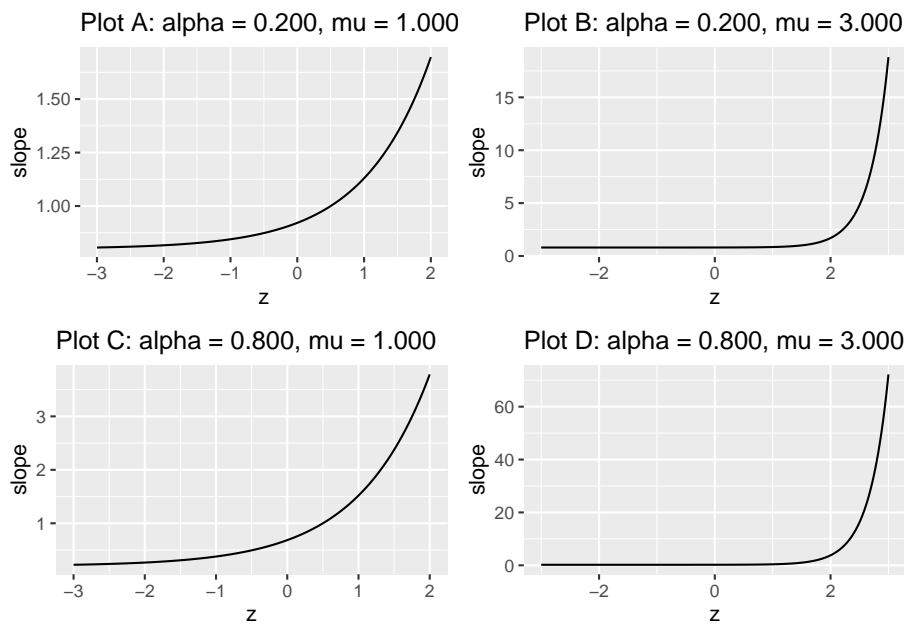 Plot A: alpha = 0.200, mu = 1.000
1.50
1.25
1.00
slope
−3 −2 −1 0 1 2
z
Plot B: alpha = 0.200, mu = 3.000
15
10
5
0
slope
−2 0 2
z
Plot C: alpha = 0.800, mu = 1.000
3
2
1
slope
−3 −2 −1 0 1 2
z
Plot D: alpha = 0.800, mu = 3.000
60
40
20
0
slope
−2 0 2
z